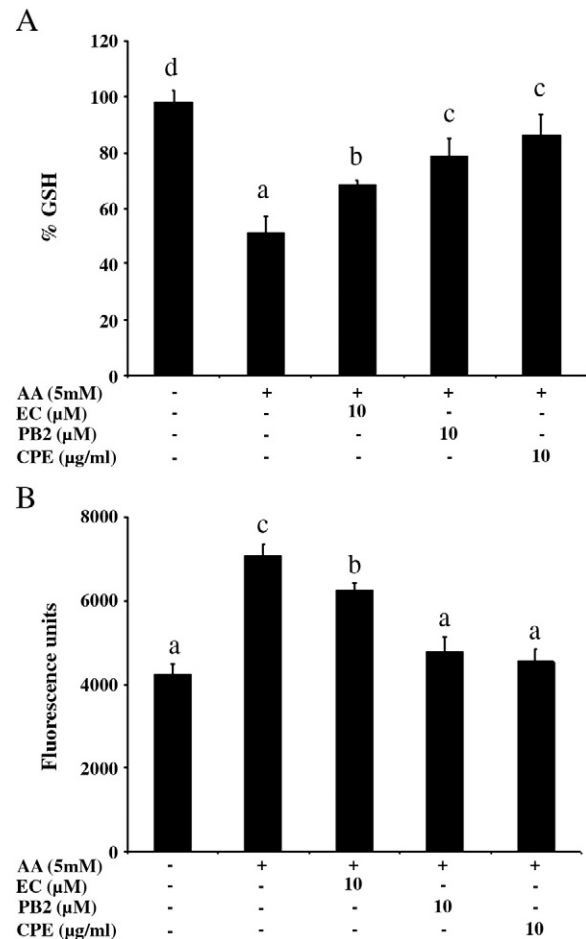 A
120
100
80
60
40
20
0
% GSH
d
a
b
c
c
AA (5mM) - + + + +
EC (µM) - - 10 - -
PB2 (µM) - - - 10 -
CPE (µg/ml) - - - - 10
B
8000
6000
4000
2000
0
Fluorescence units
a
c
b
a
a
AA (5mM) - + + + +
EC (µM) - - 10 - -
PB2 (µM) - - - 10 -
CPE (µg/ml) - - - - 10